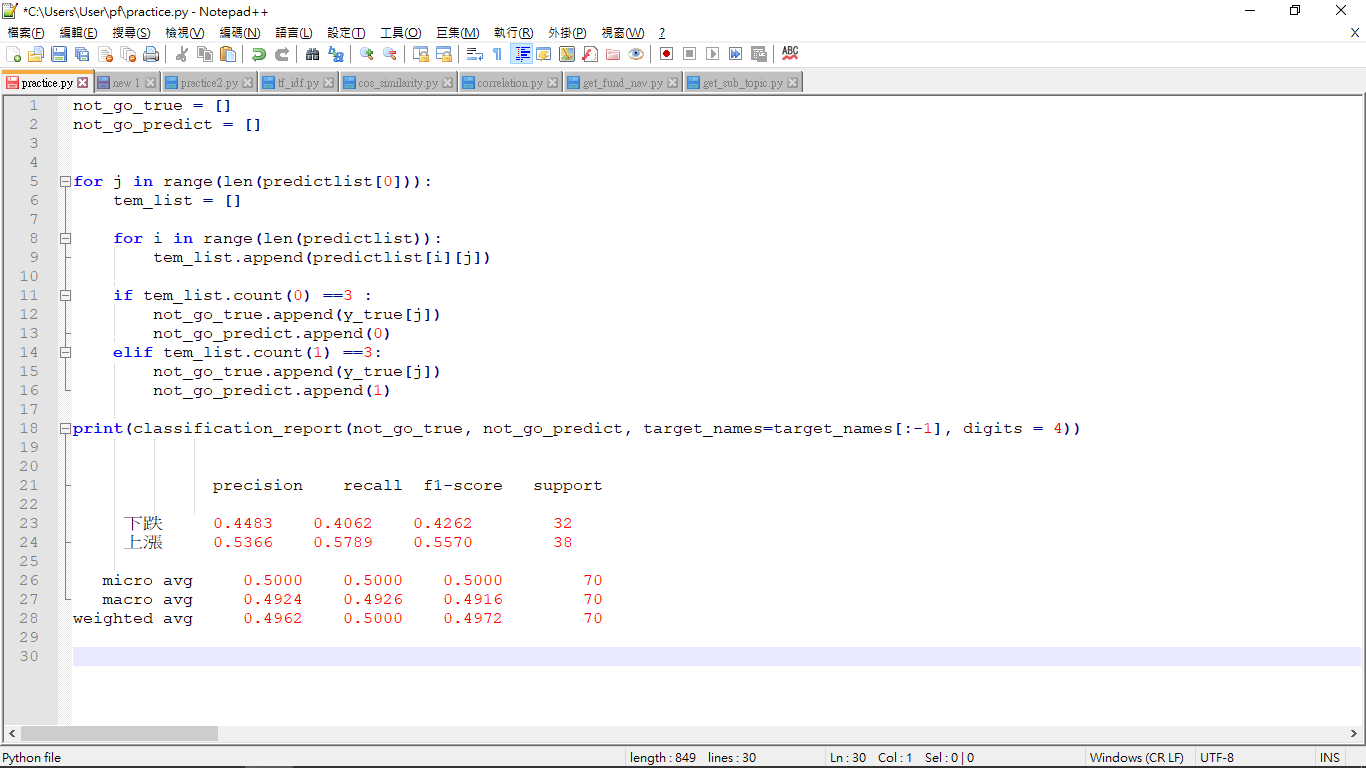 *C:\Users\User\pf\practice.py - Notepad++
檔案(F) 編輯(E) 搜尋(S) 檢視(V) 編碼(N) 語言(L) 設定(T) 工具(O) 巨集(M) 執行(R) 外掛(P) 視窗(W) ? X
practice.py new 1 practice2.py tf_idf.py cos_similarity.py correlation.py get_fund_nav.py get_sub_topic.py
1 not_go_true = []
2 not_go_predict = []
3
4
5 for j in range(len(predictlist[0])):
6 tem_list = []
7
8 for i in range(len(predictlist)):
9 tem_list.append(predictlist[i][j])
10
11 if tem_list.count(0) ==3 :
12 not_go_true.append(y_true[j])
13 not_go_predict.append(0)
14 elif tem_list.count(1) ==3:
15 not_go_true.append(y_true[j])
16 not_go_predict.append(1)
17
18 print(classification_report(not_go_true, not_go_predict, target_names=target_names[:-1], digits = 4))
19
20
21 precision recall f1-score support
22
23 下跌 0.4483 0.4062 0.4262 32
24 上漲 0.5366 0.5789 0.5570 38
25
26 micro avg 0.5000 0.5000 0.5000 70
27 macro avg 0.4924 0.4926 0.4916 70
28 weighted avg 0.4962 0.5000 0.4972 70
29
30
Python file length : 849 lines : 30 Ln : 30 Col : 1 Sel : 0 | 0 Windows (CR LF) UTF-8 INS